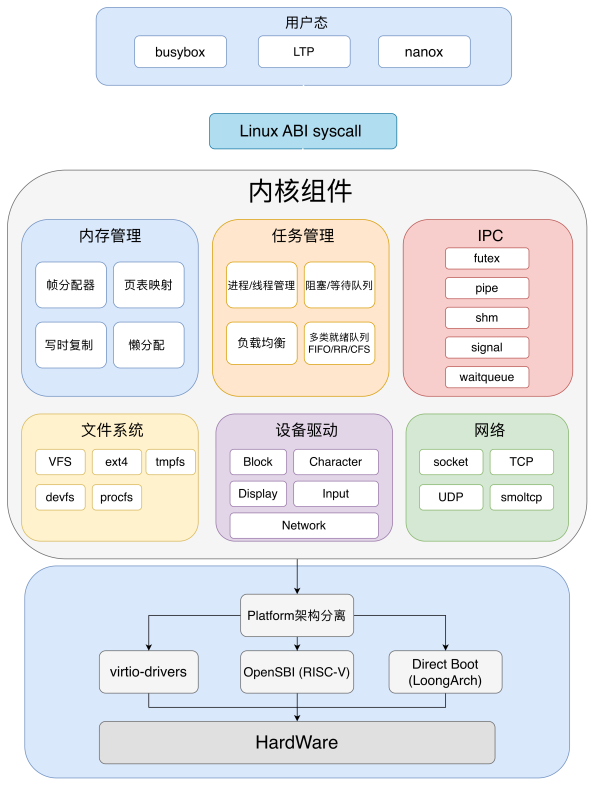 用户态
busybox
LTP
nanox
Linux ABI syscall
内核组件
内存管理
帧分配器
页表映射
写时复制
懒分配
任务管理
进程/线程管理
阻塞/等待队列
负载均衡
多类就绪队列
FIFO/RR/CFS
IPC
futex
pipe
shm
signal
waitqueue
文件系统
VFS
ext4
tmpfs
devfs
procfs
设备驱动
Block
Character
Display
Input
Network
网络
socket
TCP
UDP
smoltcp
Platform架构分离
virtio-drivers
OpenSBI (RISC-V)
Direct Boot
(LoongArch)
HardWare